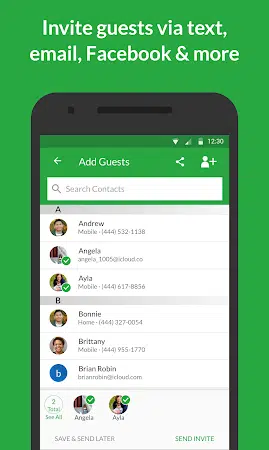 Invite guests via text,
email, Facebook & more
12:30
Add Guests
Search Contacts
A
Andrew
Mobile - (444) 532-1138
Angela
angela_1005@icloud.co
Ayla
Mobile - (444) 617-8836
B
Bonnie
Home - (444) 327-0054
Brittany
Mobile - (444) 955-1770
b
Brian Robin
brianrobin@icloud.com
2
Total
See All
Angela
Ayla
SAVE & SEND LATER
SEND INVITE